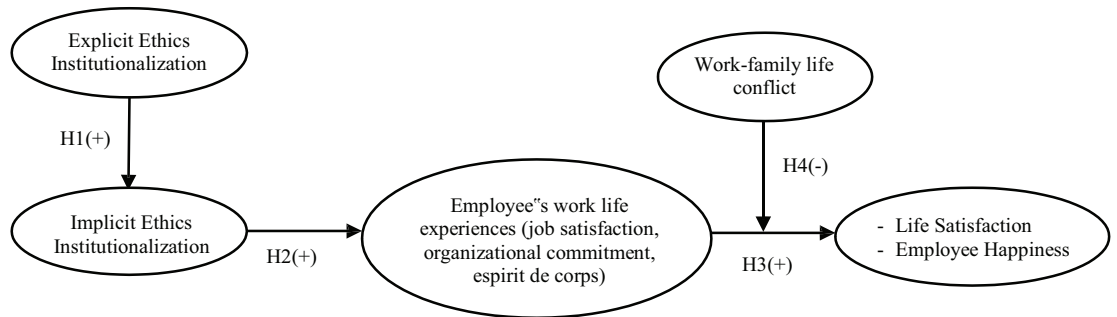 Explicit Ethics
Institutionalization
Work-family life
conflict
H1(+)
H4(-)
Implicit Ethics
Institutionalization
H2(+)
Employee‟s work life
experiences (job satisfaction,
organizational commitment,
espirit de corps)
H3(+)
- Life Satisfaction
- Employee Happiness